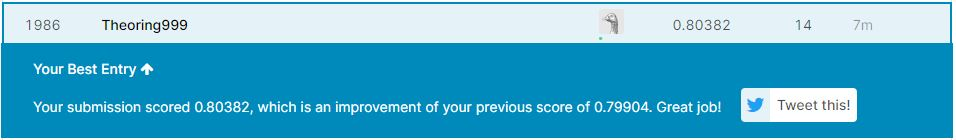 1986 Theoring999 0.80382 14 7m
Your Best Entry ↑
Your submission scored 0.80382, which is an improvement of your previous score of 0.79904. Great job! Tweet this!